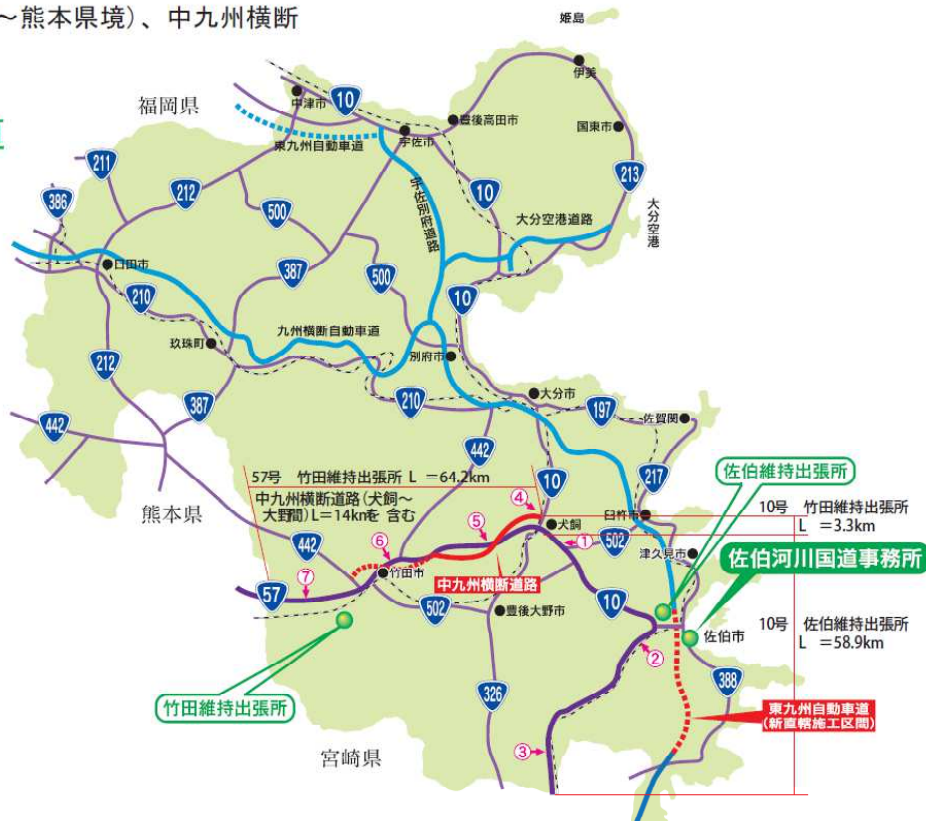 ～熊本県境）、中九州横断
姫島
伊美
中津市
10
福岡県
豊後高田市
国東市
宇佐市
東九州自動車道
211
213
212
10
386
宇佐別府道路
500
大分空港道路
大分空港
日田市
387
500
10
210
九州横断自動車道
玖珠町
別府市
212
大分市
210
387
197
佐賀関
442
442
217
佐伯維持出張所
57号 竹田維持出張所 L =64.2km
10
④
10号 竹田維持出張所
L =3.3km
中九州横断道路（犬飼～
大野間）L=14kmを 含む
熊本県
犬飼
臼杵市
⑤
①
502
津久見市
442
⑥
佐伯河川国道事務所
⑦
竹田市
中九州横断道路
57
502
豊後大野市
10
佐伯市
10号 佐伯維持出張所
L =58.9km
②
388
326
竹田維持出張所
東九州自動車道
(新直轄施工区間)
③
宮崎県